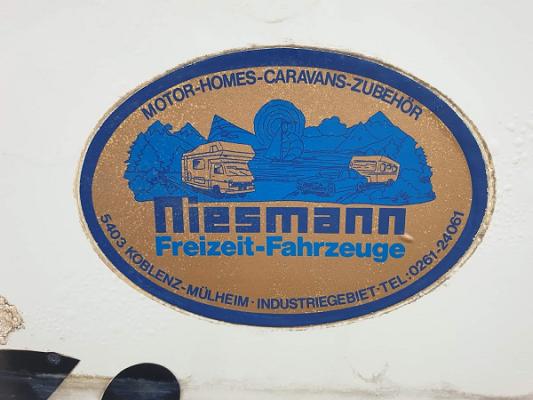 MOTOR-HOMES-CARAVANS-ZUBEHÖR
niesmann
Freizeit-Fahrzeuge
5403 KOBLENZ-MÜLHEIM · INDUSTRIEGEBIET-TEL: 0261-24061